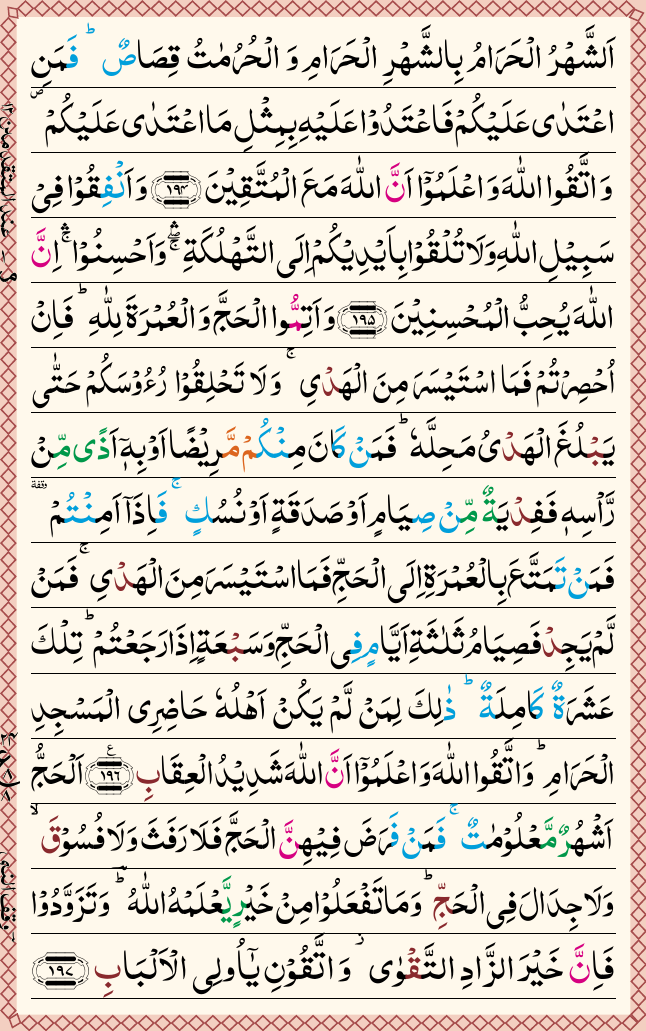 اَلشَّهْرُ الْحَرَامُ بِالشَّهْرِ الْحَرَامِ وَ الْحُرُمٰتُ قِصَاصٌ ؕ فَمَنِ
اعْتَدٰی عَلَیْكُمْ فَاعْتَدُوْا عَلَیْهِ بِمِثْلِ مَا اعْتَدٰی عَلَیْكُمْ ۪
وَ اتَّقُوا اللّٰهَ وَ اعْلَمُوْۤا اَنَّ اللّٰهَ مَعَ الْمُتَّقِیْنَ ۝۱۹۴ وَ اَنْفِقُوْا فِیْ
سَبِیْلِ اللّٰهِ وَ لَا تُلْقُوْا بِاَیْدِیْكُمْ اِلَی التَّهْلُكَةِ ۛۖۚ وَ اَحْسِنُوْا ۛۚ اِنَّ
اللّٰهَ یُحِبُّ الْمُحْسِنِیْنَ ۝۱۹۵ وَ اَتِمُّوا الْحَجَّ وَ الْعُمْرَةَ لِلّٰهِ ؕ فَاِنْ
اُحْصِرْتُمْ فَمَا اسْتَیْسَرَ مِنَ الْهَدْیِ ۚ وَ لَا تَحْلِقُوْا رُءُوْسَكُمْ حَتّٰی
یَبْلُغَ الْهَدْیُ مَحِلَّهٗ ؕ فَمَنْ كَانَ مِنْكُمْ مَّرِیْضًا اَوْ بِهٖۤ اَذًی مِّنْ
رَّاْسِهٖ فَفِدْیَةٌ مِّنْ صِیَامٍ اَوْ صَدَقَةٍ اَوْ نُسُكٍ ۚ فَاِذَاۤ اَمِنْتُمْ ۥ وقفة
فَمَنْ تَمَتَّعَ بِالْعُمْرَةِ اِلَی الْحَجِّ فَمَا اسْتَیْسَرَ مِنَ الْهَدْیِ ۚ فَمَنْ
لَّمْ یَجِدْ فَصِیَامُ ثَلٰثَةِ اَیَّامٍ فِی الْحَجِّ وَ سَبْعَةٍ اِذَا رَجَعْتُمْ ؕ تِلْكَ
عَشَرَةٌ كَامِلَةٌ ؕ ذٰلِكَ لِمَنْ لَّمْ یَكُنْ اَهْلُهٗ حَاضِرِی الْمَسْجِدِ
الْحَرَامِ ؕ وَ اتَّقُوا اللّٰهَ وَ اعْلَمُوْۤا اَنَّ اللّٰهَ شَدِیْدُ الْعِقَابِ ۝۱۹۶ ع اَلْحَجُّ
اَشْهُرٌ مَّعْلُوْمٰتٌ ۚ فَمَنْ فَرَضَ فِیْهِنَّ الْحَجَّ فَلَا رَفَثَ وَ لَا فُسُوْقَ ۙ
وَ لَا جِدَالَ فِی الْحَجِّ ؕ وَ مَا تَفْعَلُوْا مِنْ خَیْرٍ یَّعْلَمْهُ اللّٰهُ ؔؕ وَ تَزَوَّدُوْا
فَاِنَّ خَیْرَ الزَّادِ التَّقْوٰی ؗ وَ اتَّقُوْنِ یٰۤاُولِی الْاَلْبَابِ ۝۱۹۷